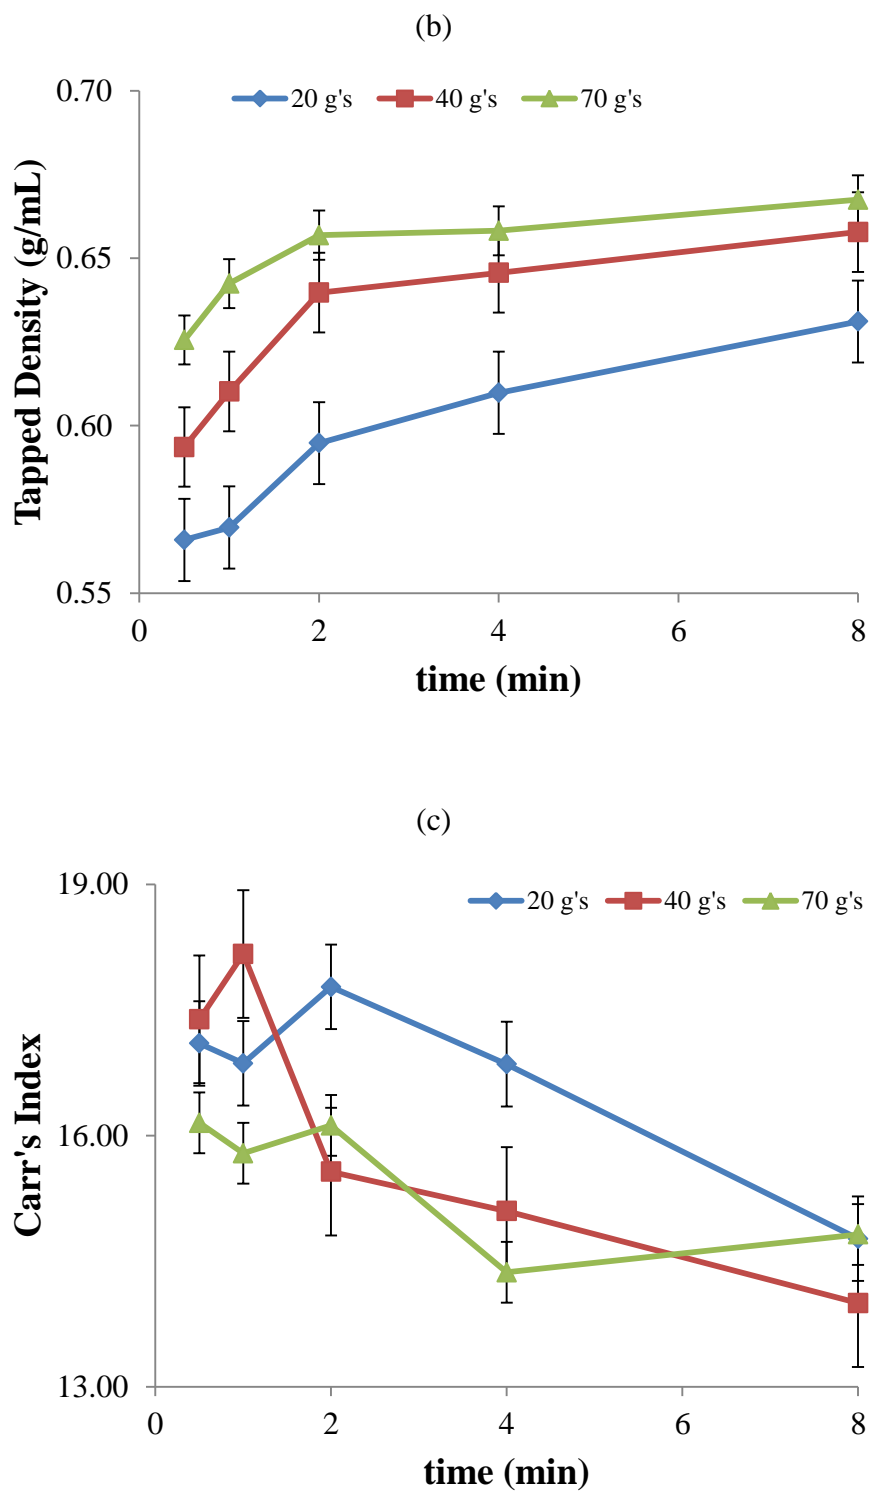 (b)
0.70
20 g's 40 g's 70 g's
0.65
0.60
0.55
Tapped Density (g/mL)
0 2 4 6 8
time (min)
(c)
19.00
20 g's 40 g's 70 g's
16.00
13.00
Carr's Index
0 2 4 6 8
time (min)